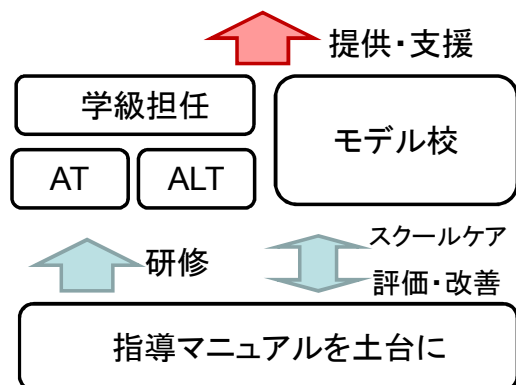 提供・支援
学級担任
モデル校
AT
ALT
スクールケア
研修
評価・改善
指導マニュアルを土台に